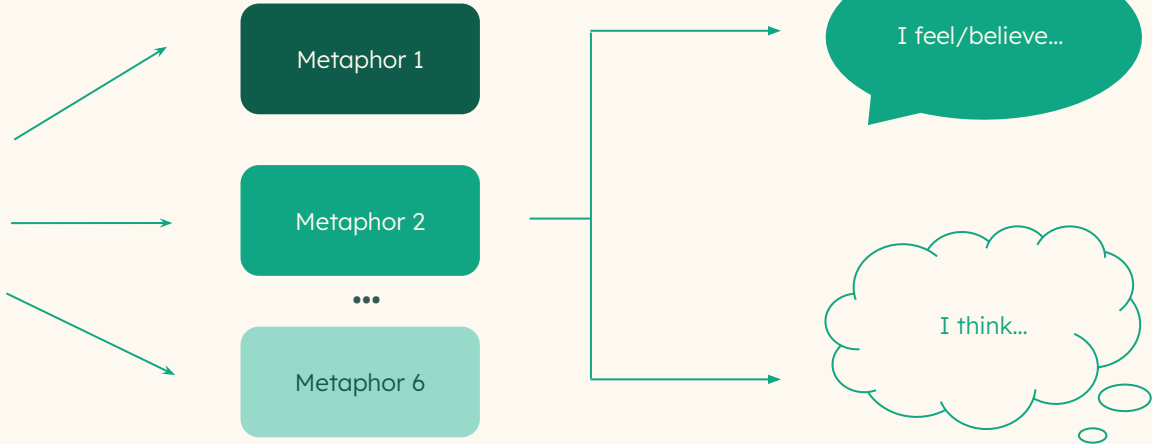 Metaphor 1
I feel/believe...
Metaphor 2
•••
Metaphor 6
I think...